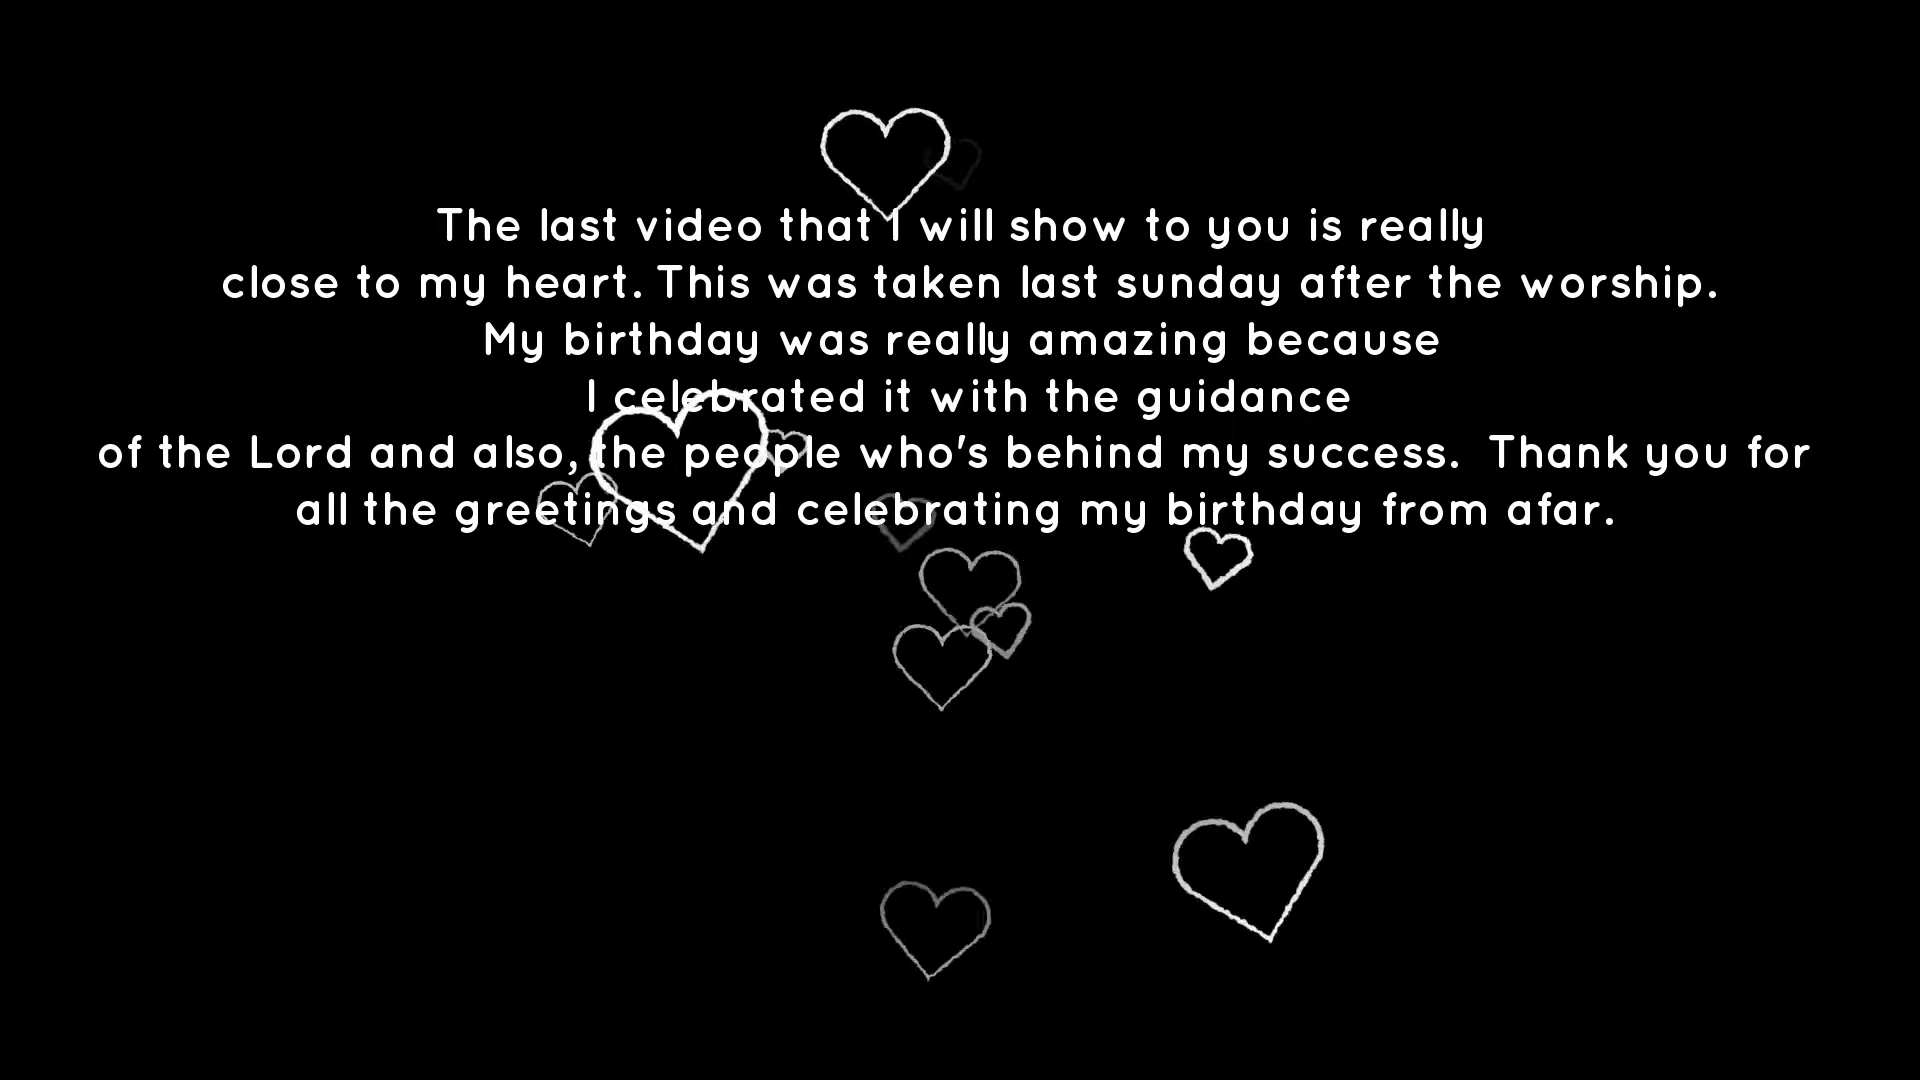 The last video that I will show to you is really
close to my heart. This was taken last sunday after the worship.
My birthday was really amazing because
I celebrated it with the guidance
of the Lord and also, the people who's behind my success.  Thank you for
all the greetings and celebrating my birthday from afar.